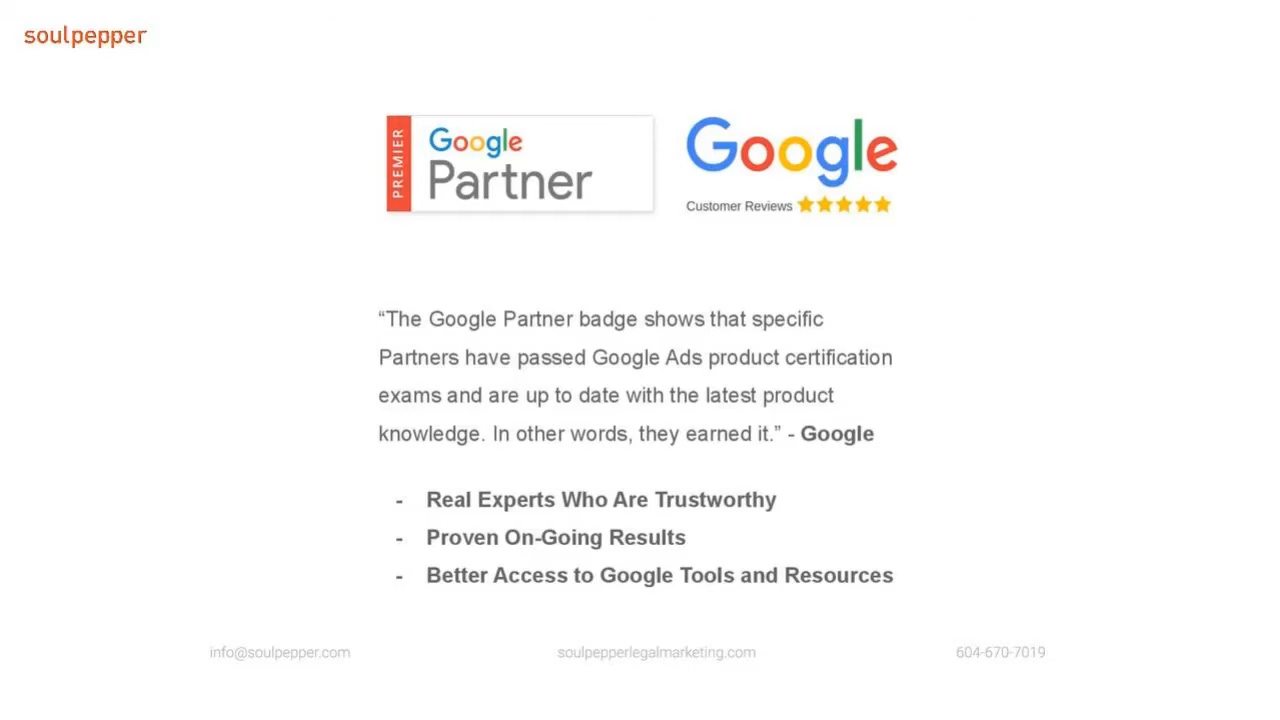 soulpepper
PREMIER
Google
Partner
Google
Customer Reviews
“The Google Partner badge shows that specific
Partners have passed Google Ads product certification
exams and are up to date with the latest product
knowledge. In other words, they earned it.” - Google
- Real Experts Who Are Trustworthy
- Proven On-Going Results
- Better Access to Google Tools and Resources
info@soulpepper.com
soulpepperlegalmarketing.com
604-670-7019